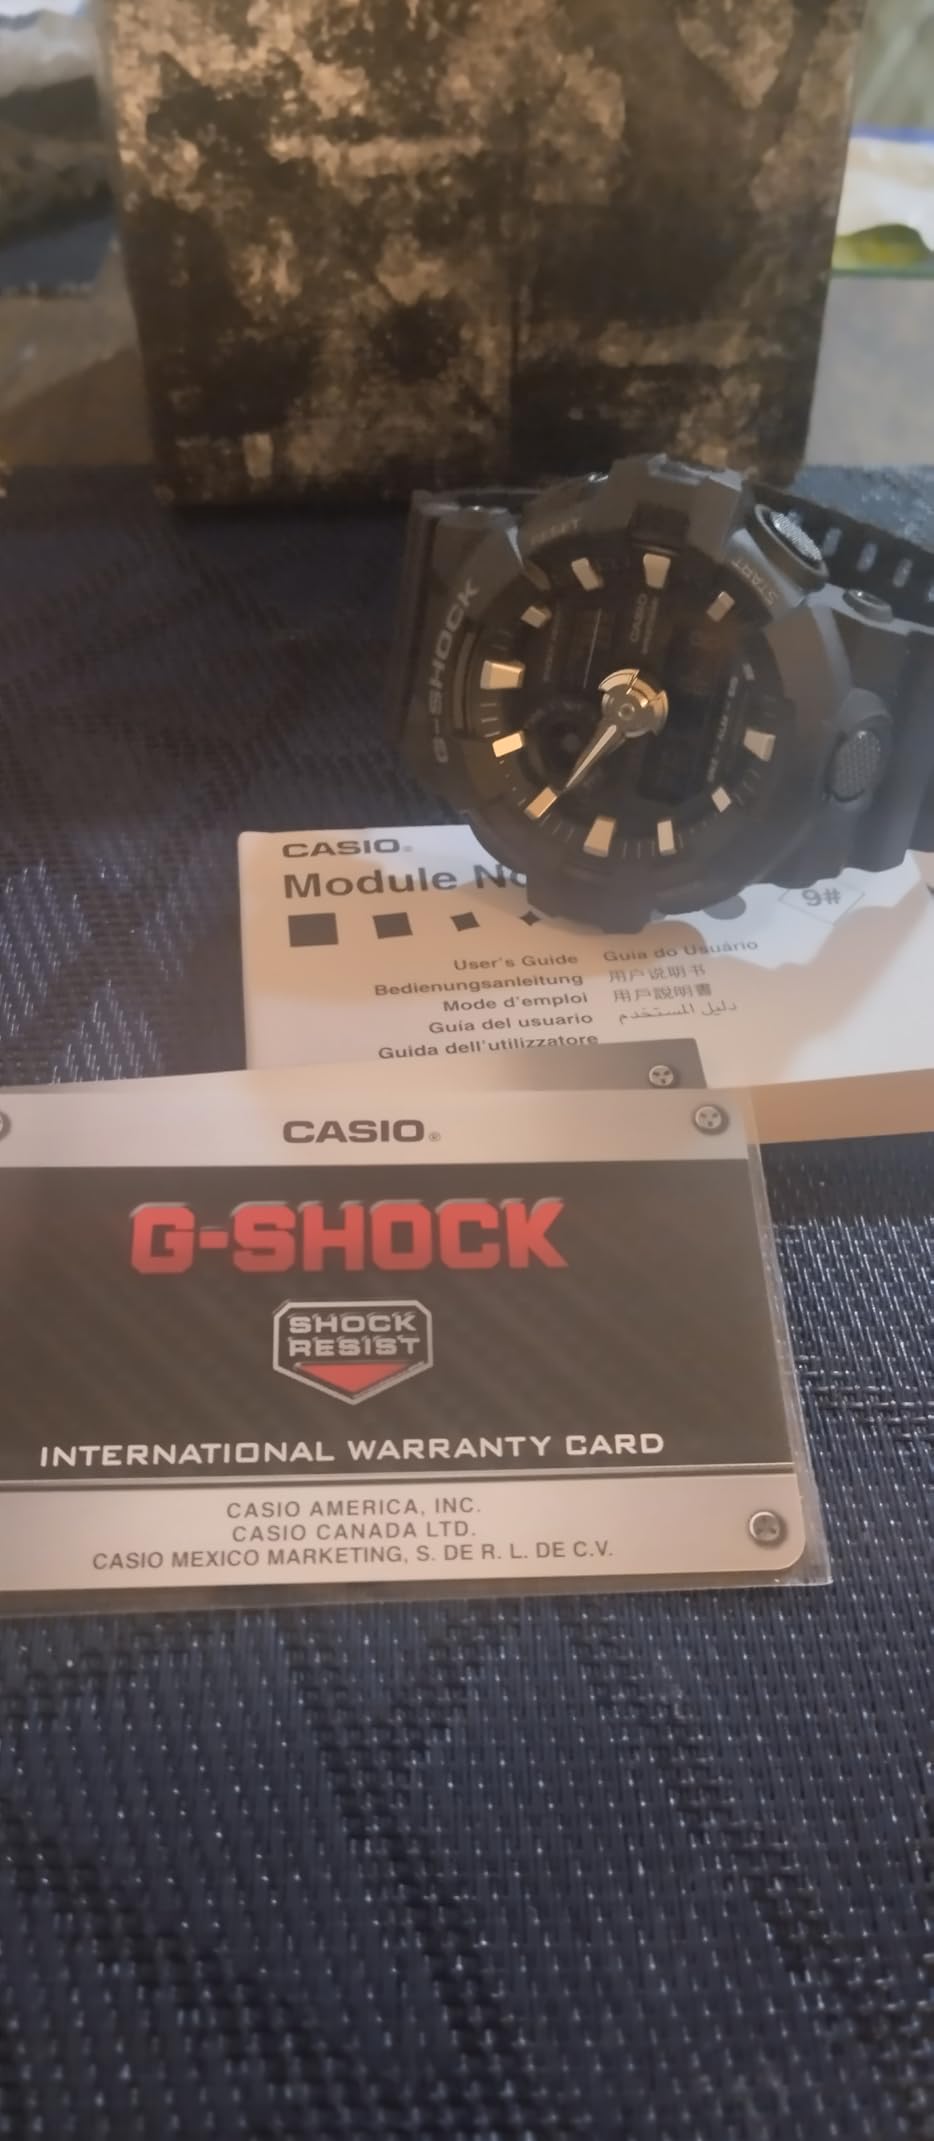 RESET
START
G-SHOCK
CASIO
CASIO®
Module No
9#
User's Guide
Bedienungsanleitung
Mode d'emploi
Guía del usuario
Guida dell'utilizzatore
Guia do Usuário
用户说明书
用戶說明書
دليل المستخدم
CASIO®
G-SHOCK
SHOCK
RESIST
INTERNATIONAL WARRANTY CARD
CASIO AMERICA, INC.
CASIO CANADA LTD.
CASIO MEXICO MARKETING, S. DE R. L. DE C.V.